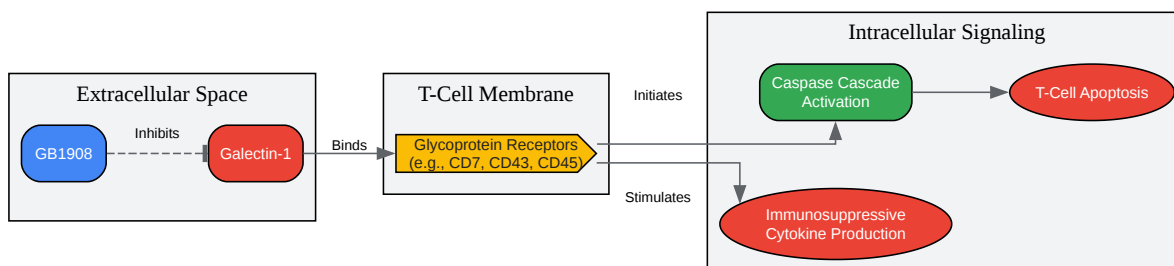 Extracellular Space
GB1908
Inhibits
Galectin-1
Binds
T-Cell Membrane
Glycoprotein Receptors
(e.g., CD7, CD43, CD45)
Initiates
Stimulates
Intracellular Signaling
Caspase Cascade
Activation
T-Cell Apoptosis
Immunosuppressive
Cytokine Production